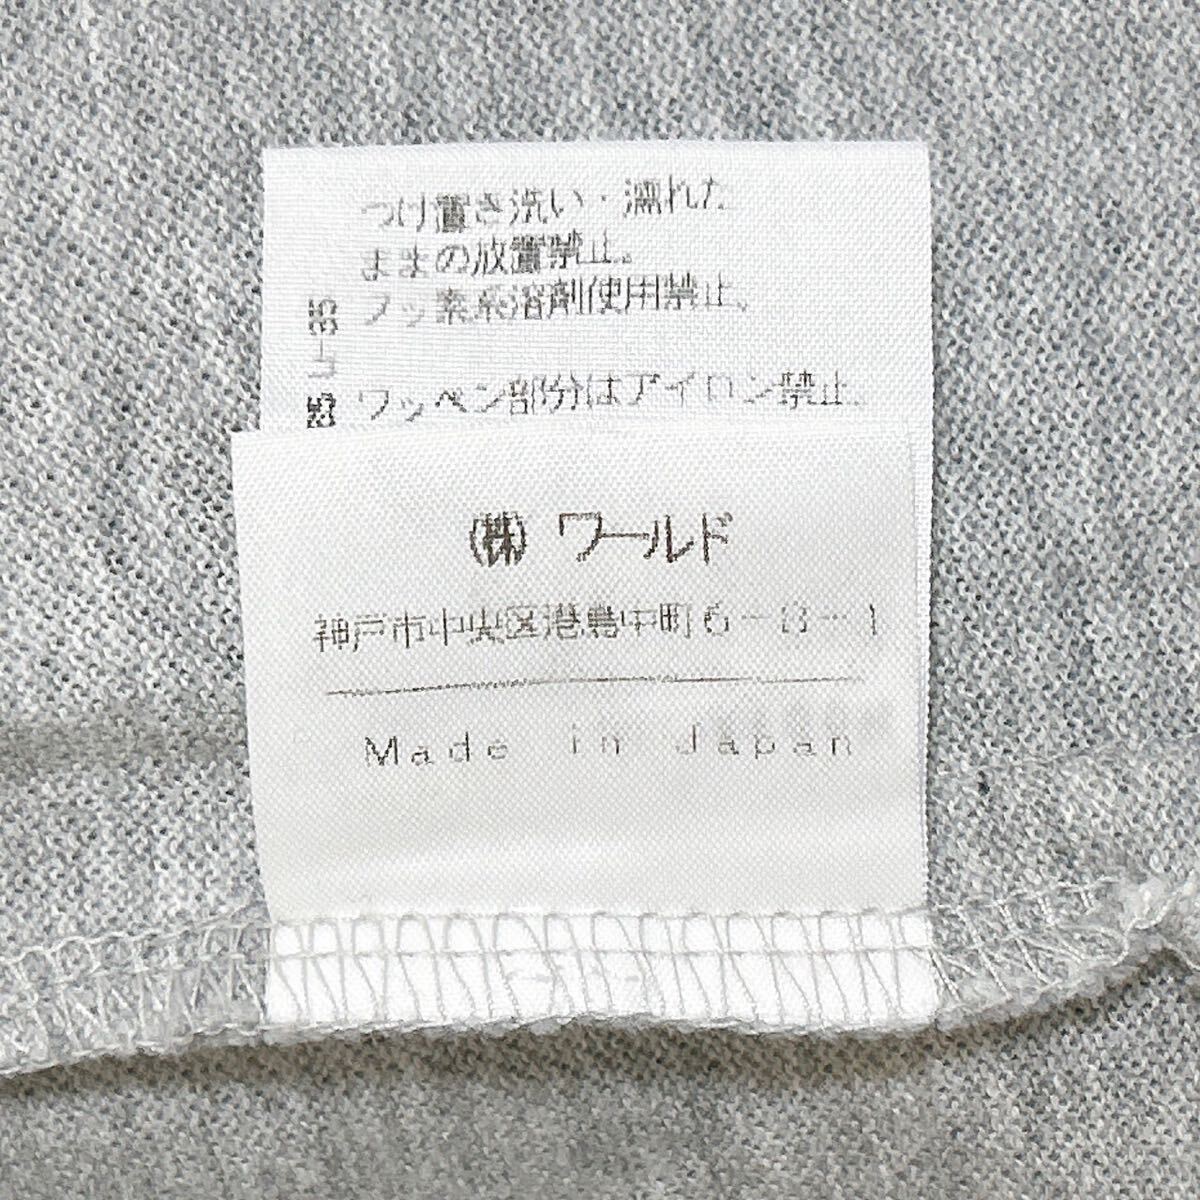 つけ置き洗い・濡れた
ままの放置禁止。
フッ素系溶剤使用禁止。
ワッペン部分はアイロン禁止。
㈱ ワールド
神戸市中央区港島中町6-8-1
Made in Japan